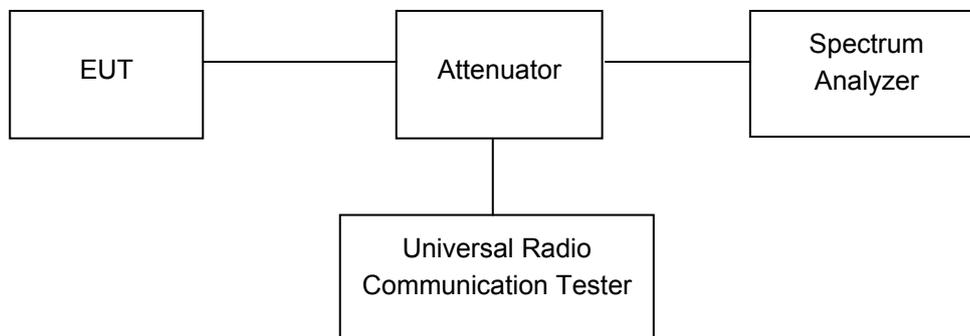 EUT
Attenuator
Spectrum
Analyzer
Universal Radio
Communication Tester